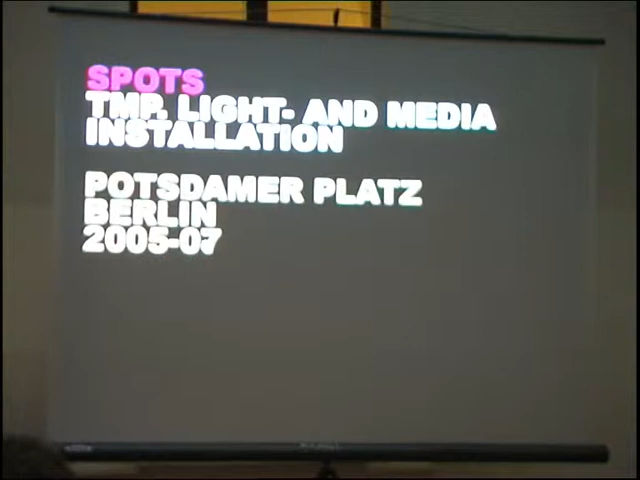 SPOTS
TMP. LIGHT- AND MEDIA
INSTALLATION
POTSDAMER PLATZ
BERLIN
2005-07